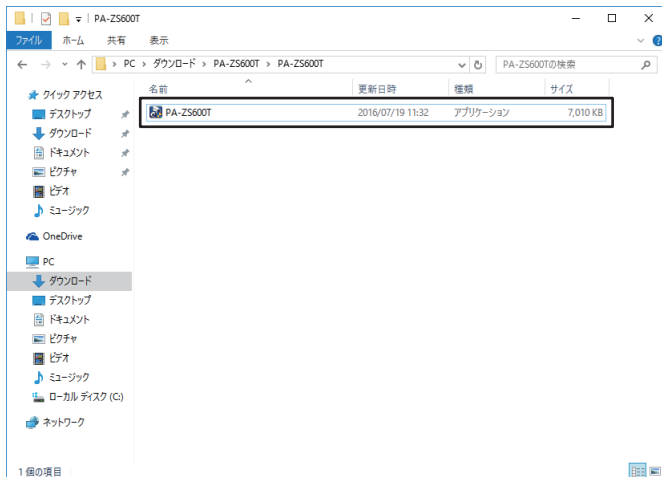 PA-ZS600T
ファイル ホーム 共有 表示
PC › ダウンロード › PA-ZS600T › PA-ZS600T
PA-ZS600Tの検索
名前 更新日時 種類 サイズ
PA-ZS600T 2016/07/19 11:32 アプリケーション 7,010 KB
クイック アクセス
デスクトップ
ダウンロード
ドキュメント
ピクチャ
ビデオ
ミュージック
OneDrive
PC
ダウンロード
デスクトップ
ドキュメント
ピクチャ
ビデオ
ミュージック
ローカル ディスク (C:)
ネットワーク
1 個の項目